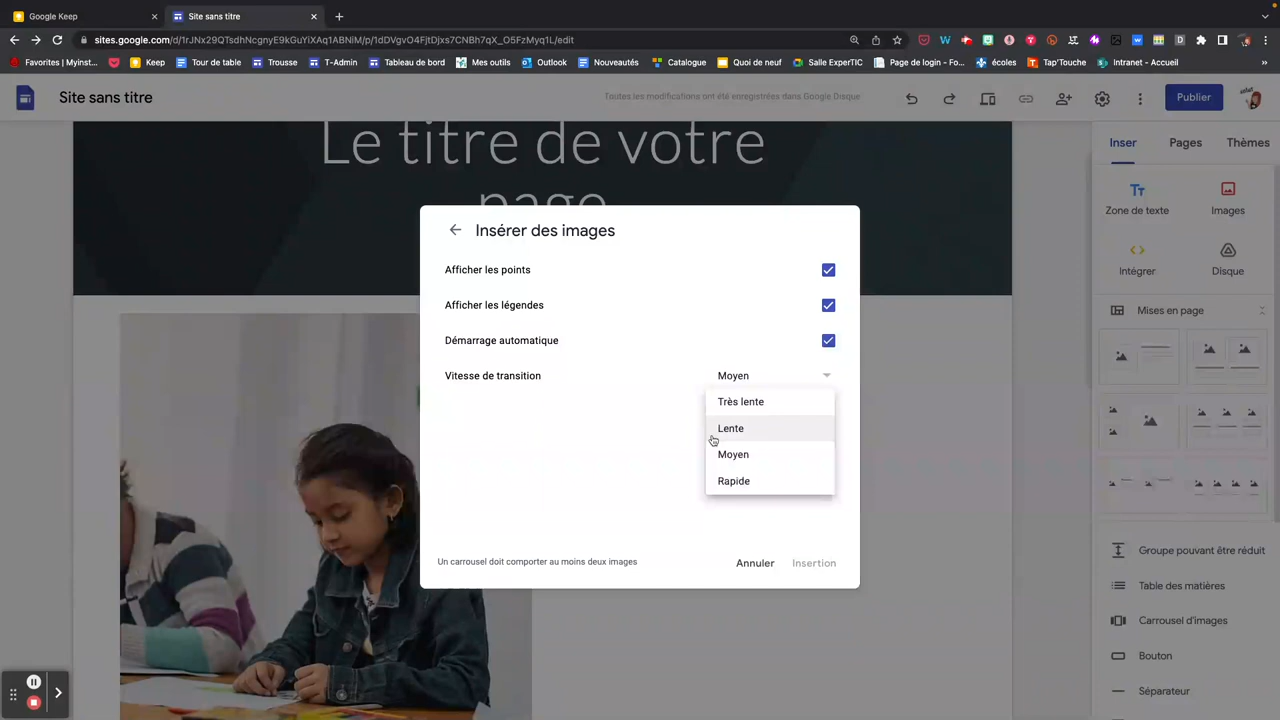 Google Keep
Site sans titre
sites.google.com/d/1rJNx29QTsdhNcgnyE9kGuYiXAq1ABNiM/p/1dDVgvO4FjtDjxs7CNBh7qX_O5FzMyq1L/edit
Favorites | Myinst...
Keep
Tour de table
Trousse
T-Admin
Tableau de bord
Mes outils
Outlook
Nouveautés
Catalogue
Quoi de neuf
Salle ExperTIC
Page de login - Fo...
écoles
Tap'Touche
Intranet - Accueil
»
Site sans titre
Toutes les modifications ont été enregistrées dans Google Disque
Publier
Le titre de votre
page
Inser
Pages
Thèmes
Tт
Zone de texte
Images
Intégrer
Disque
Mises en page
Insérer des images
Afficher les points
Afficher les légendes
Démarrage automatique
Vitesse de transition
Moyen
Très lente
Lente
Moyen
Rapide
Un carrousel doit comporter au moins deux images
Annuler
Insertion
Groupe pouvant être réduit
Table des matières
Carrousel d'images
Bouton
Séparateur